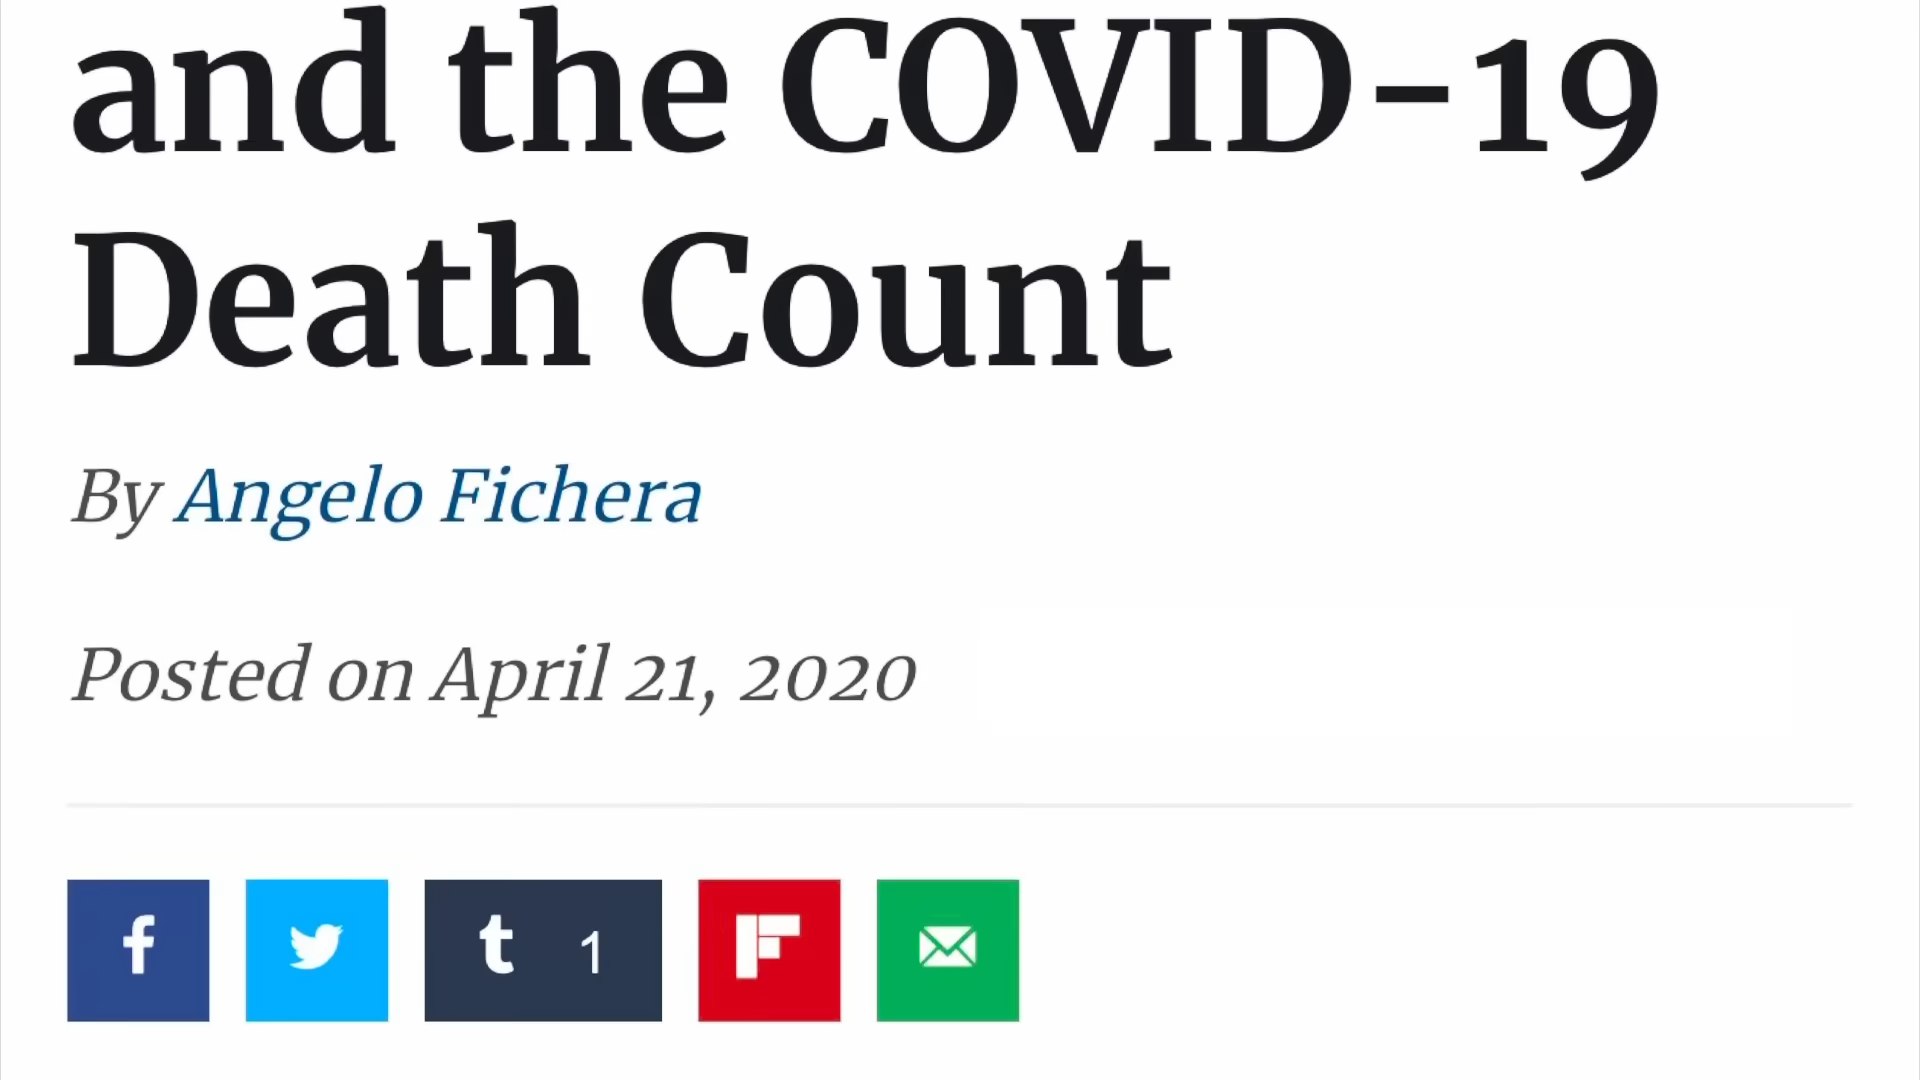 and the COVID-19
Death Count
By Angelo Fichera
Posted on April 21, 2020
1